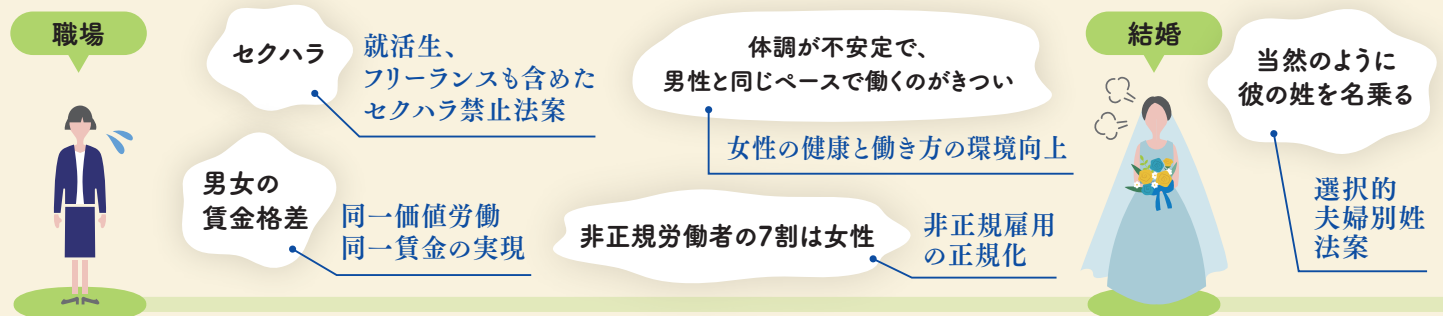 職場
セクハラ
就活生、
フリーランスも含めた
セクハラ禁止法案
男女の
賃金格差
同一価値労働
同一賃金の実現
体調が不安定で、
男性と同じペースで働くのがきつい
女性の健康と働き方の環境向上
非正規労働者の7割は女性
非正規雇用
の正規化
結婚
当然のように
彼の姓を名乗る
選択的
夫婦別姓
法案